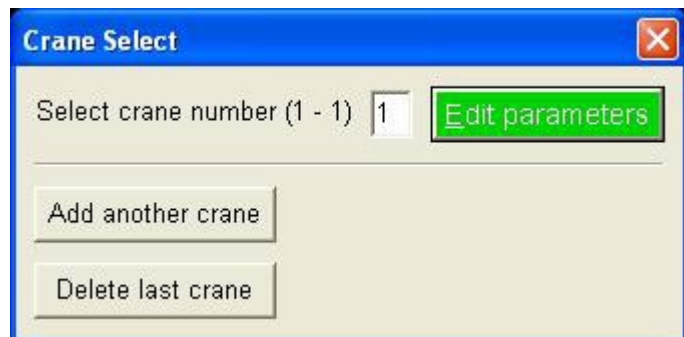 Crane Select
Select crane number (1 - 1) 1 Edit parameters
Add another crane
Delete last crane